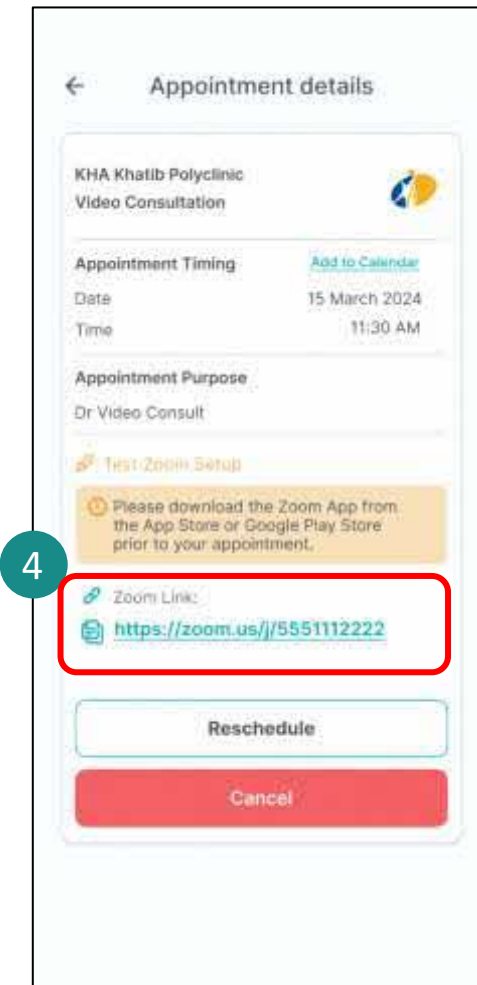 ← Appointment details
KHA Khatib Polyclinic
Video Consultation
Appointment Timing Add to Calendar
Date 15 March 2024
Time 11:30 AM
Appointment Purpose
Dr Video Consult
Test Zoom Setup
Please download the Zoom App from
the App Store or Google Play Store
prior to your appointment.
4
Zoom Link:
https://zoom.us/j/5551112222
Reschedule
Cancel